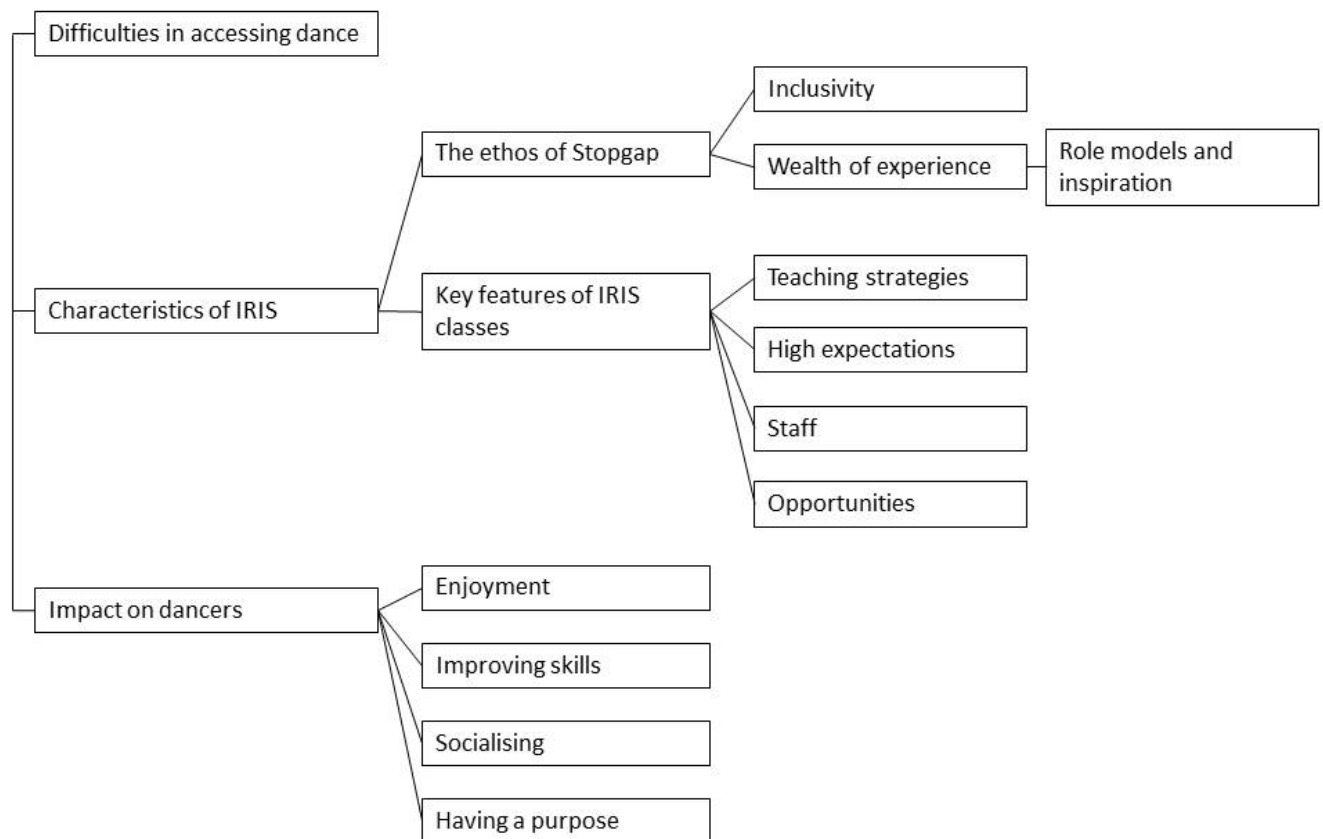 Difficulties in accessing dance
Characteristics of IRIS
The ethos of Stopgap
Inclusivity
Wealth of experience
Role models and
inspiration
Key features of IRIS
classes
Teaching strategies
High expectations
Staff
Opportunities
Impact on dancers
Enjoyment
Improving skills
Socialising
Having a purpose